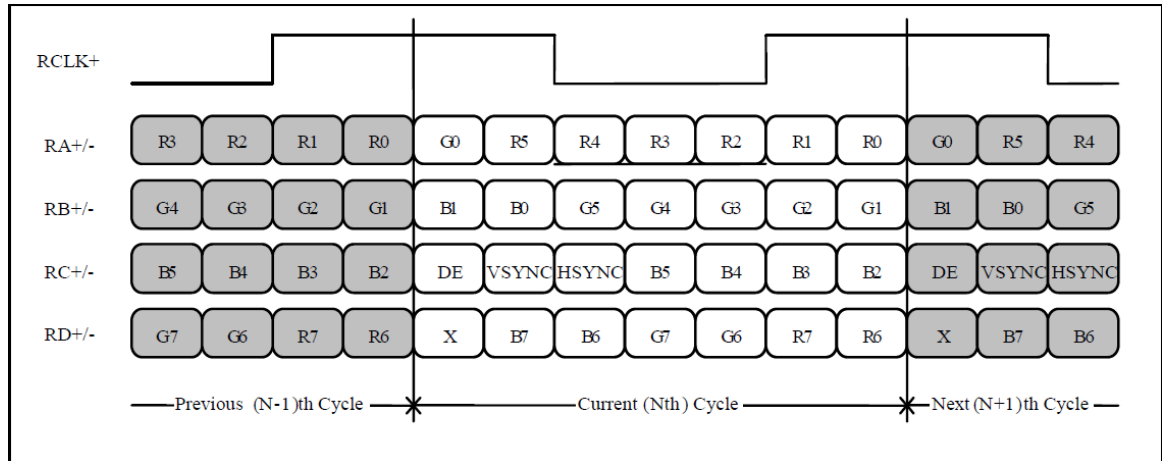 RCLK+
RA+/- R3 R2 R1 R0 G0 R5 R4 R3 R2 R1 R0 G0 R5 R4
RB+/- G4 G3 G2 G1 B1 B0 G5 G4 G3 G2 G1 B1 B0 G5
RC+/- B5 B4 B3 B2 DE VSYNC HSYNC B5 B4 B3 B2 DE VSYNC HSYNC
RD+/- G7 G6 R7 R6 X B7 B6 G7 G6 R7 R6 X B7 B6
Previous (N-1)th Cycle Current (Nth) Cycle Next (N+1)th Cycle